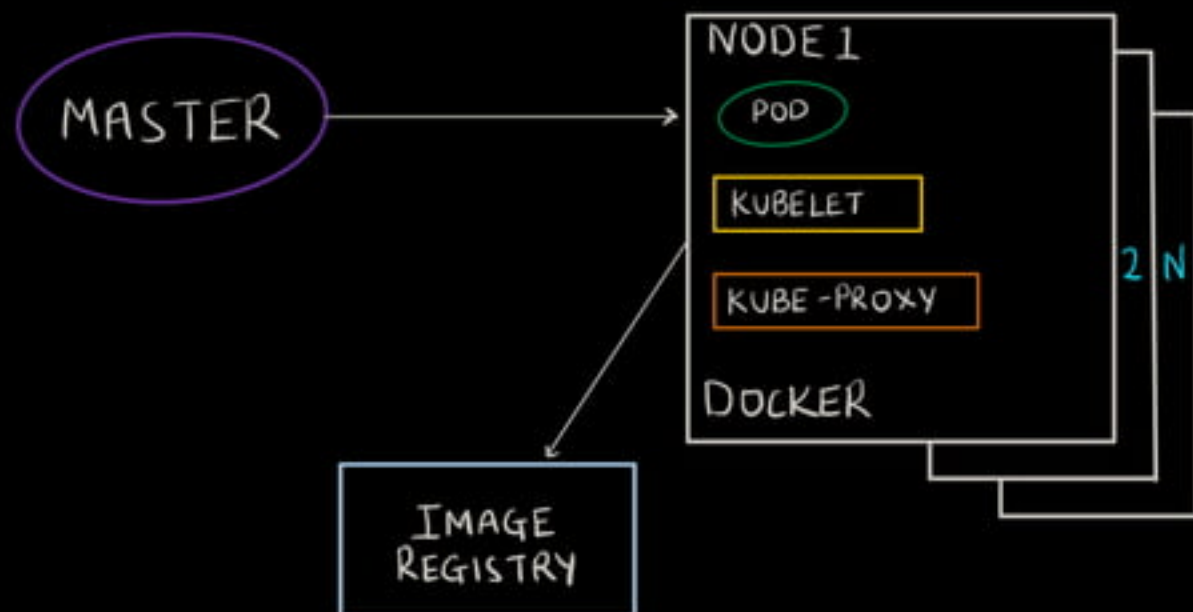 MASTER
NODE 1
POD
KUBELET
KUBE-PROXY
DOCKER
2 N
IMAGE
REGISTRY